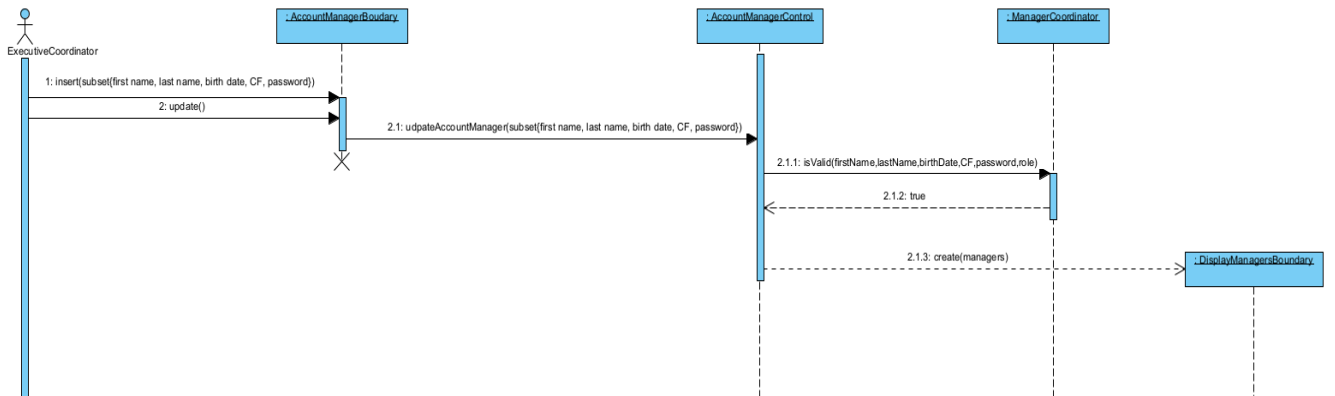 : AccountManagerBoudary
: AccountManagerControl
: ManagerCoordinator
ExecutiveCoordinator
1: insert(subset{first name, last name, birth date, CF, password})
2: update()
2.1: udpateAccountManager(subset{first name, last name, birth date, CF, password})
2.1.1: isValid(firstName,lastName,birthDate,CF,password,role)
2.1.2: true
2.1.3: create(managers)
: DisplayManagersBoundary